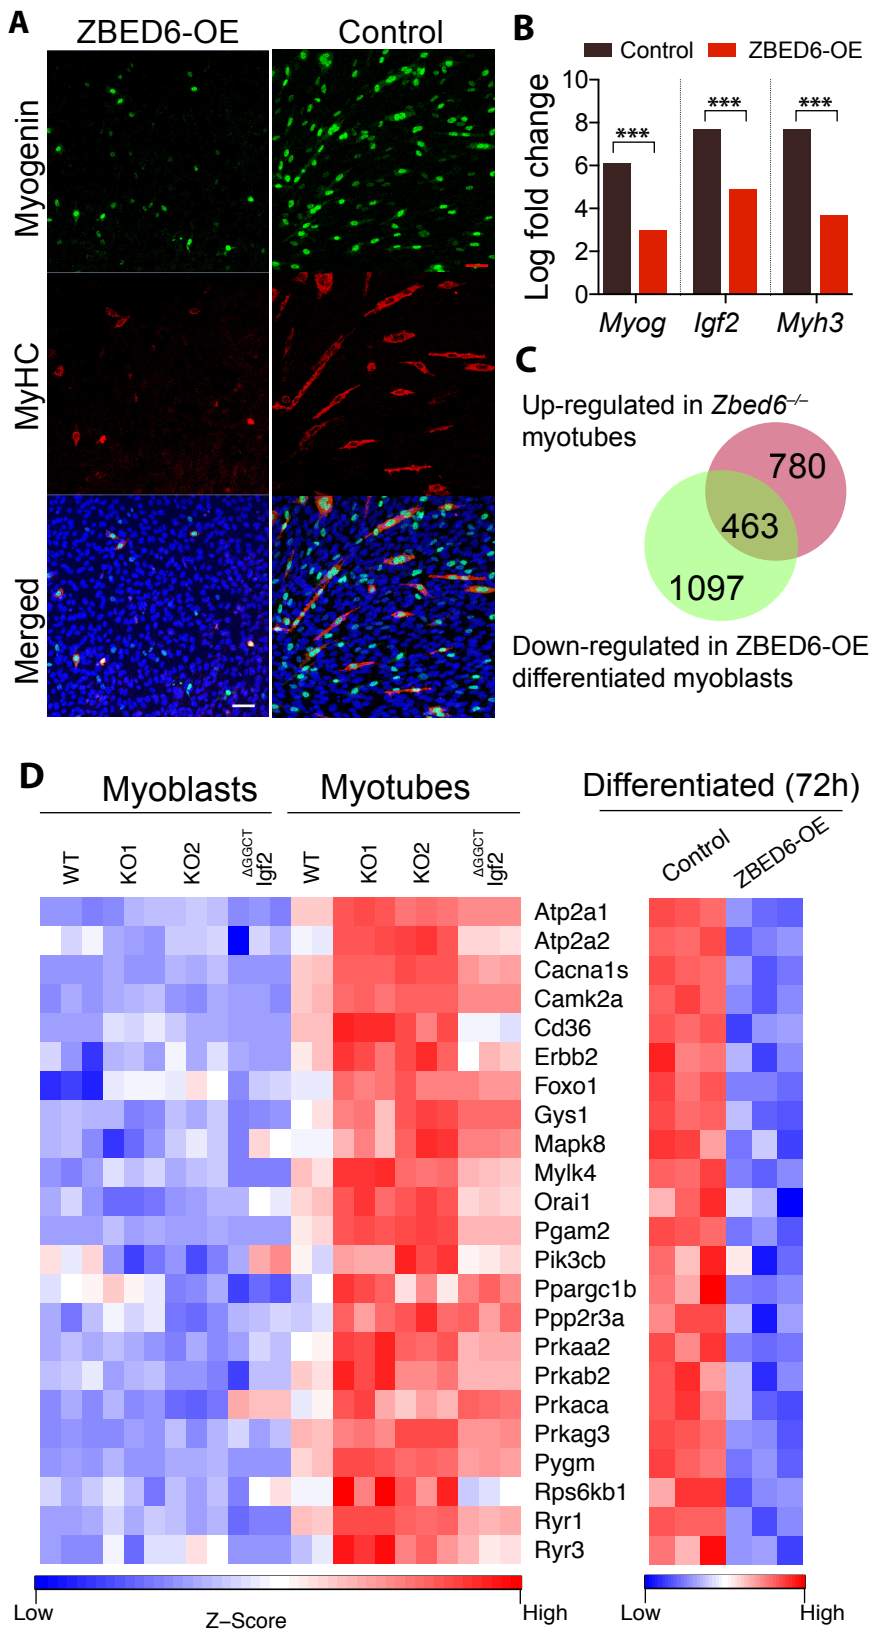 A
ZBED6-OE
Control
Myogenin
MyHC
Merged
B
Control
ZBED6-OE
Log fold change
10
8
6
4
2
0
***
***
***
Myog
Igf2
Myh3
C
Up-regulated in Zbed6–/–
myotubes
780
463
1097
Down-regulated in ZBED6-OE
differentiated myoblasts
D
Myoblasts
Myotubes
Differentiated (72h)
WT
KO1
KO2
ΔGGCT
Igf2
WT
KO1
KO2
ΔGGCT
Igf2
Control
ZBED6-OE
Atp2a1
Atp2a2
Cacna1s
Camk2a
Cd36
Erbb2
Foxo1
Gys1
Mapk8
Mylk4
Orai1
Pgam2
Pik3cb
Ppargc1b
Ppp2r3a
Prkaa2
Prkab2
Prkaca
Prkag3
Pygm
Rps6kb1
Ryr1
Ryr3
Low
Z–Score
High
Low
High